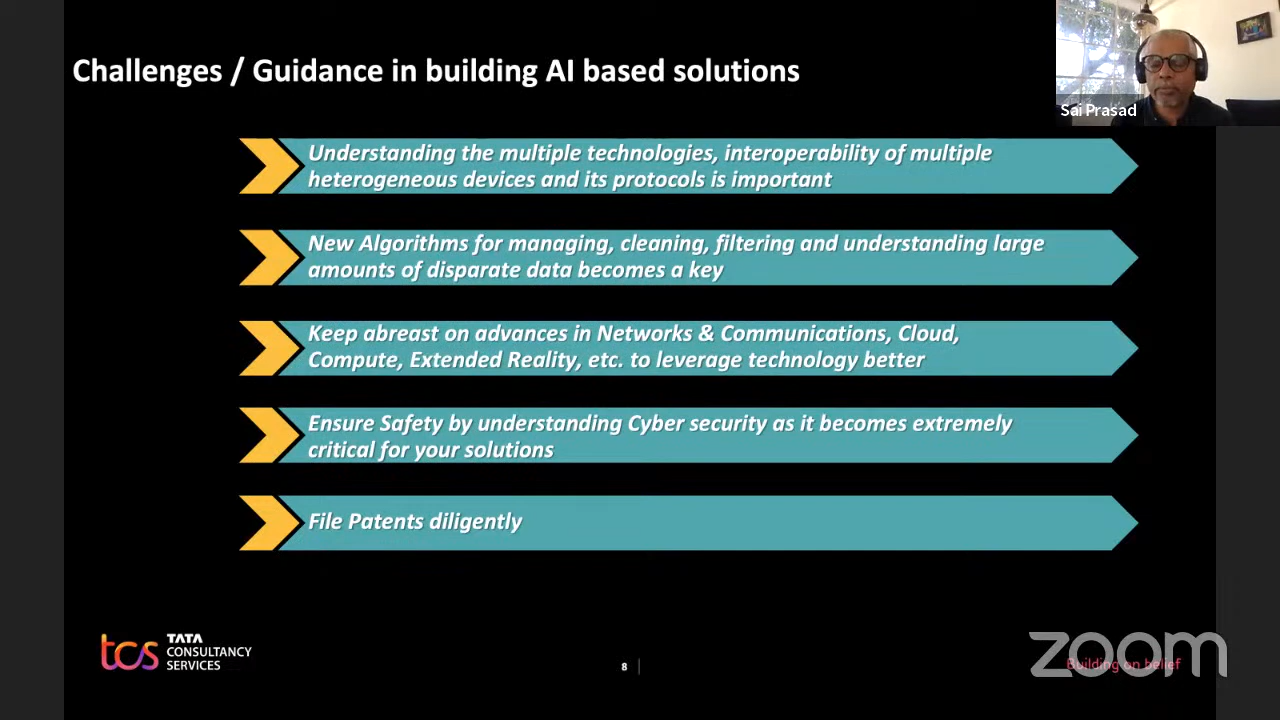 Challenges / Guidance in building AI based solutions
Sai Prasad
Understanding the multiple technologies, interoperability of multiple
heterogeneous devices and its protocols is important
New Algorithms for managing, cleaning, filtering and understanding large
amounts of disparate data becomes a key
Keep abreast on advances in Networks & Communications, Cloud,
Compute, Extended Reality, etc. to leverage technology better
Ensure Safety by understanding Cyber security as it becomes extremely
critical for your solutions
File Patents diligently
tcs TATA
CONSULTANCY
SERVICES
8
Building on belief
zoom